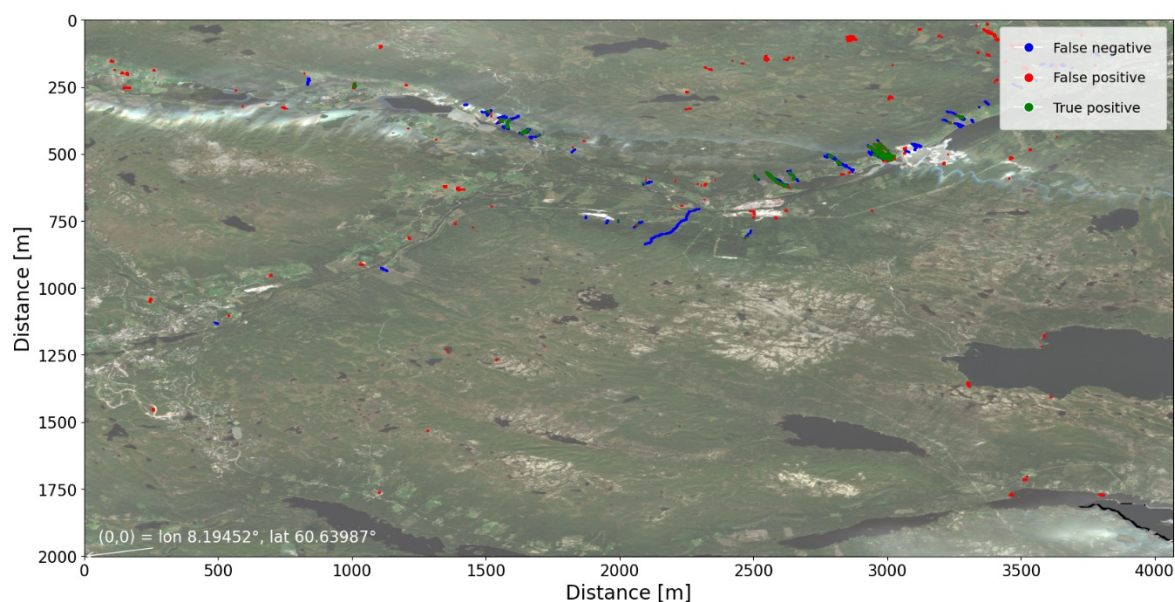 0
250
500
750
1000
1250
1500
1750
2000
Distance [m]
False negative
False positive
True positive
(0,0) = lon 8.19452°, lat 60.63987°
0 500 1000 1500 2000 2500 3000 3500 4000
Distance [m]